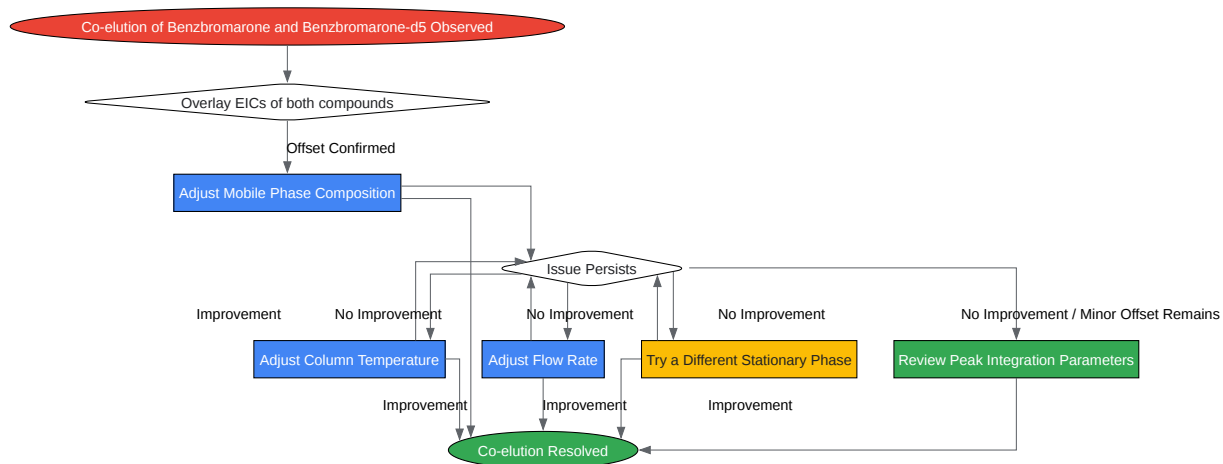 Co-elution of Benzbromarone and Benzbromarone-d5 Observed
Overlay EICs of both compounds
Offset Confirmed
Adjust Mobile Phase Composition
Issue Persists
Improvement
No Improvement
No Improvement
No Improvement
No Improvement / Minor Offset Remains
Adjust Column Temperature
Adjust Flow Rate
Try a Different Stationary Phase
Review Peak Integration Parameters
Improvement
Improvement
Improvement
Co-elution Resolved